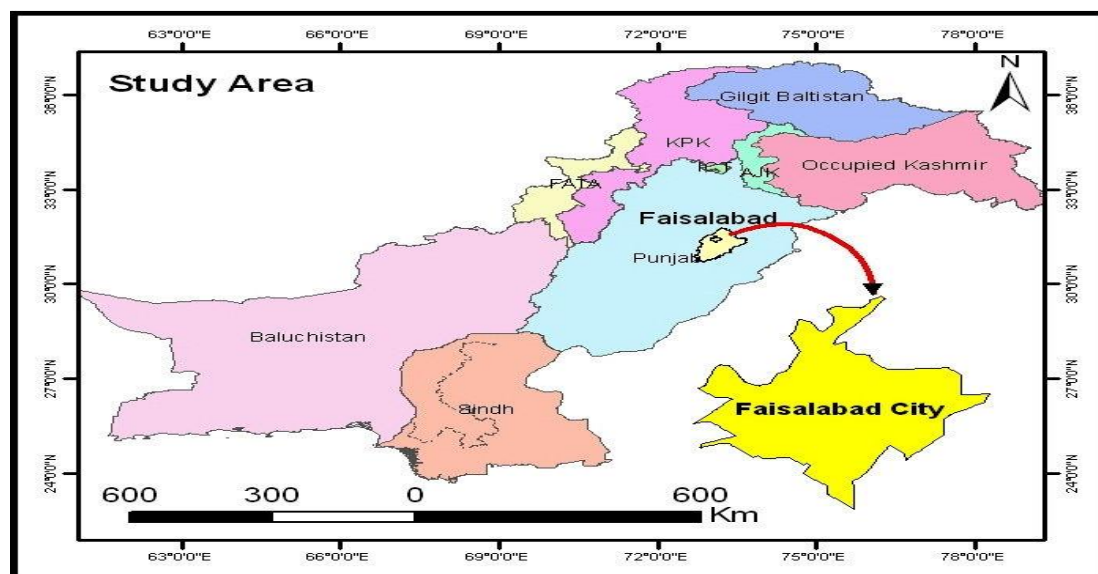 63°0'0"E 66°0'0"E 69°0'0"E 72°0'0"E 75°0'0"E 78°0'0"E
Study Area
N
36°0'0"N
36°0'0"N
Gilgit Baltistan
KPK
Occupied Kashmir
ICT
AJK
FATA
33°0'0"N
33°0'0"N
Faisalabad
Punjab
30°0'0"N
30°0'0"N
Baluchistan
27°0'0"N
27°0'0"N
Sindh
Faisalabad City
24°0'0"N
24°0'0"N
600 300 0 600
Km
63°0'0"E 66°0'0"E 69°0'0"E 72°0'0"E 75°0'0"E 78°0'0"E